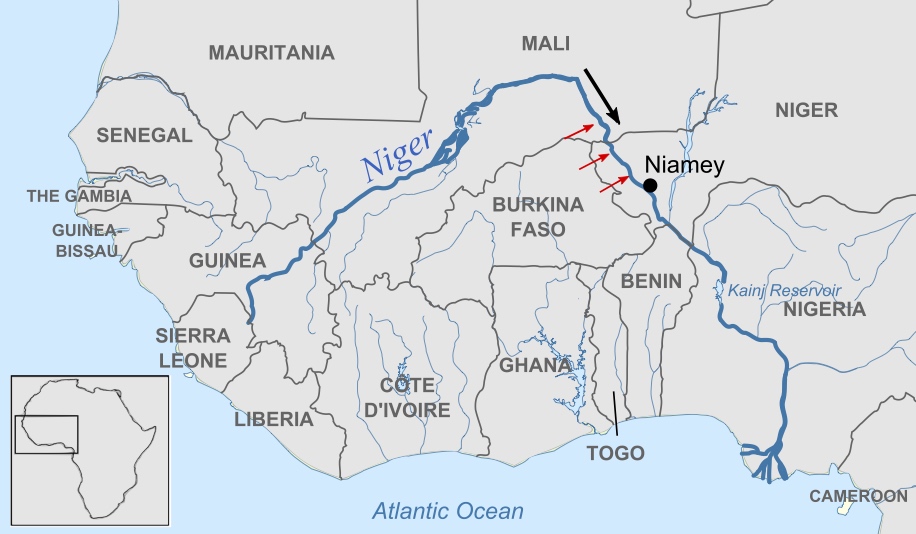 MALI
MAURITANIA
NIGER
SENEGAL
Niger
Niamey
THE GAMBIA
BURKINA
FASO
GUINEA-
BISSAU
GUINEA
BENIN
Kainj Reservoir
NIGERIA
SIERRA
LEONE
GHANA
CÔTE
D'IVOIRE
LIBERIA
TOGO
CAMEROON
Atlantic Ocean